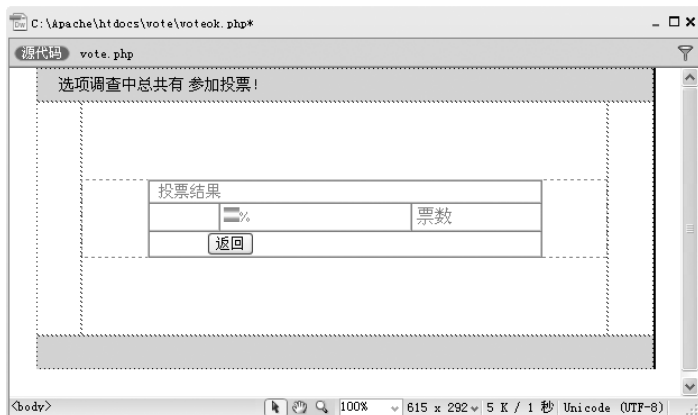 C:\Apache\htdocs\vote\voteok.php*
源代码 vote.php
选项调查中总共有 参加投票!
投票结果
% 票数
返回
<body> 100% 615 x 292 5 K / 1 秒 Unicode (UTF-8)